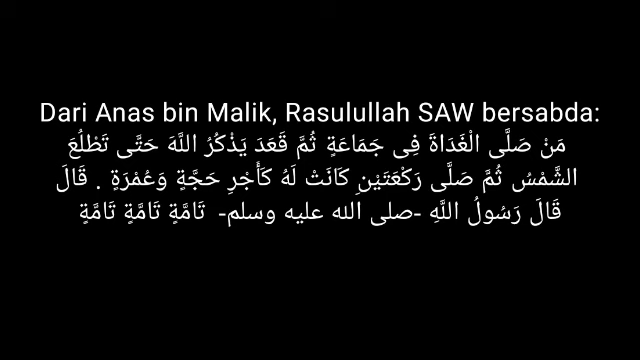 Dari Anas bin Malik, Rasulullah SAW bersabda:
مَنْ صَلَّى الْغَدَاةَ فِى جَمَاعَةٍ ثُمَّ قَعَدَ يَذْكُرُ اللَّهَ حَتَّى تَطْلُعَ
الشَّمْسُ ثُمَّ صَلَّى رَكْعَتَيْنِ كَانَتْ لَهُ كَأَجْرِ حَجَّةٍ وَعُمْرَةٍ . قَالَ
قَالَ رَسُولُ اللَّهِ -صلى الله عليه وسلم- تَامَّةٍ تَامَّةٍ تَامَّةٍ